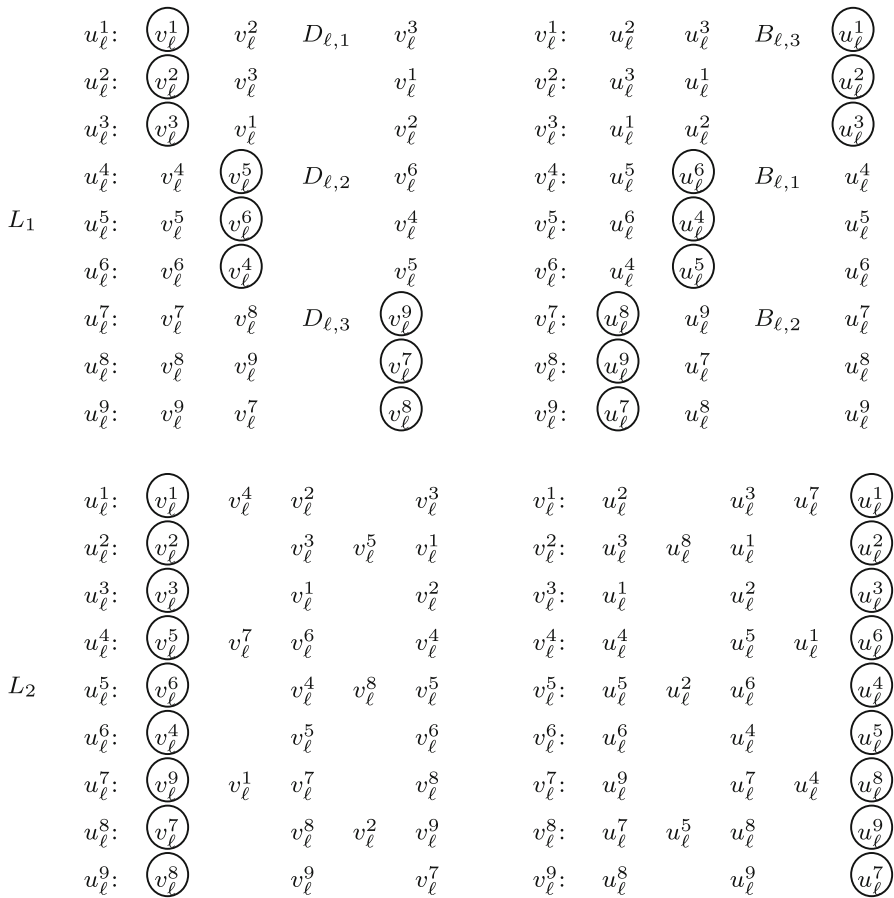 u_ℓ^1: v_ℓ^1 v_ℓ^2 D_{ℓ,1} v_ℓ^3 v_ℓ^1: u_ℓ^2 u_ℓ^3 B_{ℓ,3} u_ℓ^1
u_ℓ^2: v_ℓ^2 v_ℓ^3 v_ℓ^1 v_ℓ^2: u_ℓ^3 u_ℓ^1 u_ℓ^2
u_ℓ^3: v_ℓ^3 v_ℓ^1 v_ℓ^2 v_ℓ^3: u_ℓ^1 u_ℓ^2 u_ℓ^3
u_ℓ^4: v_ℓ^4 v_ℓ^5 D_{ℓ,2} v_ℓ^6 v_ℓ^4: u_ℓ^5 u_ℓ^6 B_{ℓ,1} u_ℓ^4
L_1 u_ℓ^5: v_ℓ^5 v_ℓ^6 v_ℓ^4 v_ℓ^5: u_ℓ^6 u_ℓ^4 u_ℓ^5
u_ℓ^6: v_ℓ^6 v_ℓ^4 v_ℓ^5 v_ℓ^6: u_ℓ^4 u_ℓ^5 u_ℓ^6
u_ℓ^7: v_ℓ^7 v_ℓ^8 D_{ℓ,3} v_ℓ^9 v_ℓ^7: u_ℓ^8 u_ℓ^9 B_{ℓ,2} u_ℓ^7
u_ℓ^8: v_ℓ^8 v_ℓ^9 v_ℓ^7 v_ℓ^8: u_ℓ^9 u_ℓ^7 u_ℓ^8
u_ℓ^9: v_ℓ^9 v_ℓ^7 v_ℓ^8 v_ℓ^9: u_ℓ^7 u_ℓ^8 u_ℓ^9
u_ℓ^1: v_ℓ^1 v_ℓ^4 v_ℓ^2 v_ℓ^3 v_ℓ^1: u_ℓ^2 u_ℓ^3 u_ℓ^7 u_ℓ^1
u_ℓ^2: v_ℓ^2 v_ℓ^3 v_ℓ^5 v_ℓ^1 v_ℓ^2: u_ℓ^3 u_ℓ^8 u_ℓ^1 u_ℓ^2
u_ℓ^3: v_ℓ^3 v_ℓ^1 v_ℓ^2 v_ℓ^3: u_ℓ^1 u_ℓ^2 u_ℓ^3
u_ℓ^4: v_ℓ^5 v_ℓ^7 v_ℓ^6 v_ℓ^4 v_ℓ^4: u_ℓ^4 u_ℓ^5 u_ℓ^1 u_ℓ^6
L_2 u_ℓ^5: v_ℓ^6 v_ℓ^4 v_ℓ^8 v_ℓ^5 v_ℓ^5: u_ℓ^5 u_ℓ^2 u_ℓ^6 u_ℓ^4
u_ℓ^6: v_ℓ^4 v_ℓ^5 v_ℓ^6 v_ℓ^6: u_ℓ^6 u_ℓ^4 u_ℓ^5
u_ℓ^7: v_ℓ^9 v_ℓ^1 v_ℓ^7 v_ℓ^8 v_ℓ^7: u_ℓ^9 u_ℓ^7 u_ℓ^4 u_ℓ^8
u_ℓ^8: v_ℓ^7 v_ℓ^8 v_ℓ^2 v_ℓ^9 v_ℓ^8: u_ℓ^7 u_ℓ^5 u_ℓ^8 u_ℓ^9
u_ℓ^9: v_ℓ^8 v_ℓ^9 v_ℓ^7 v_ℓ^9: u_ℓ^8 u_ℓ^9 u_ℓ^7